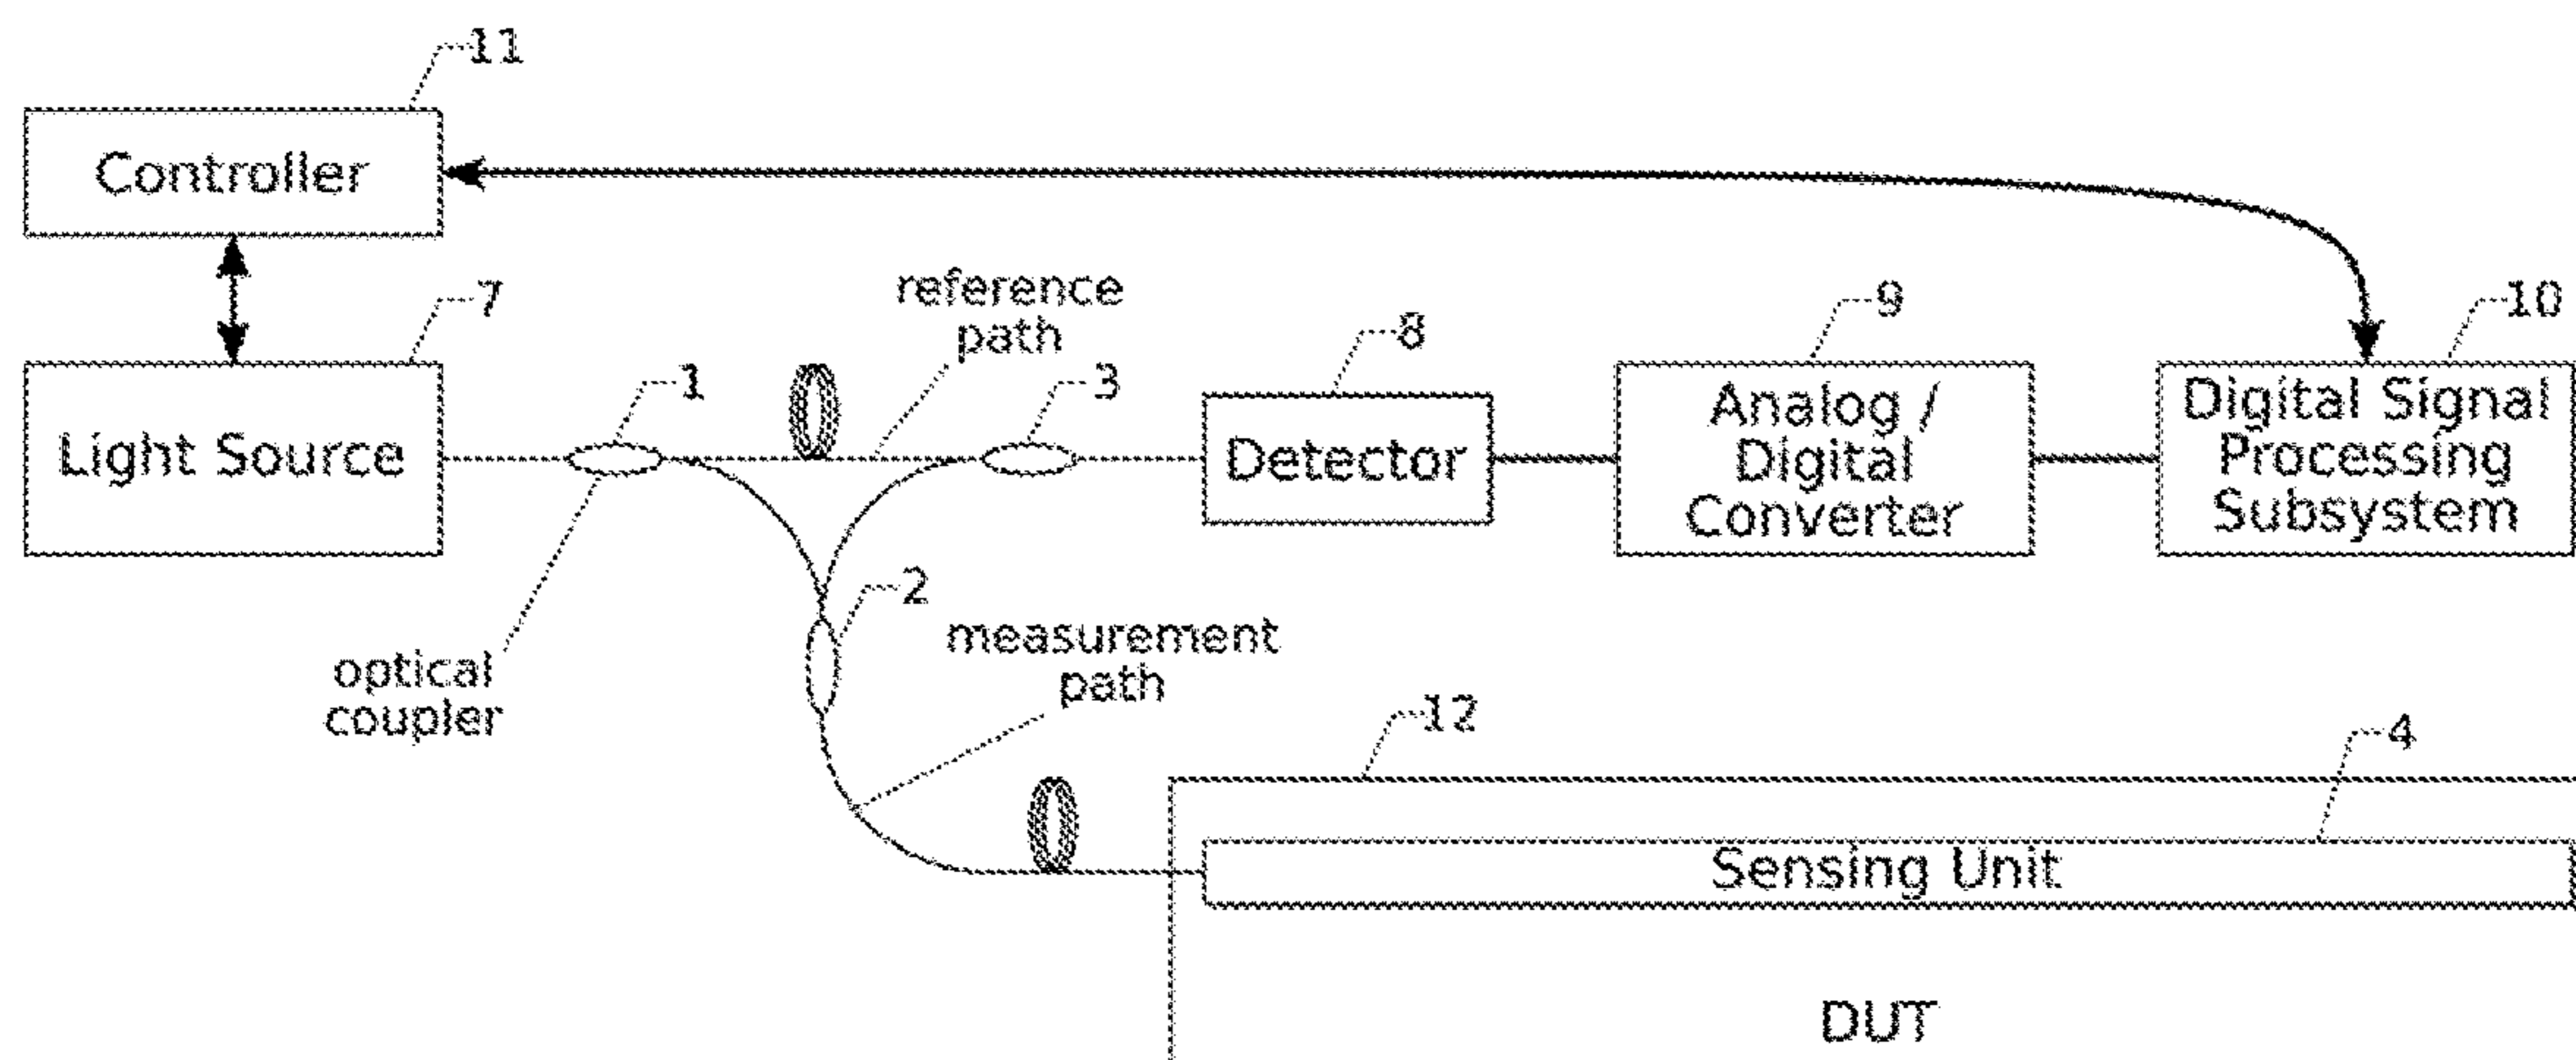 11
Controller
7
Light Source
1
reference
path
3
8
Detector
9
Analog /
Digital
Converter
10
Digital Signal
Processing
Subsystem
optical
coupler
2
measurement
path
12
4
Sensing Unit
DUT